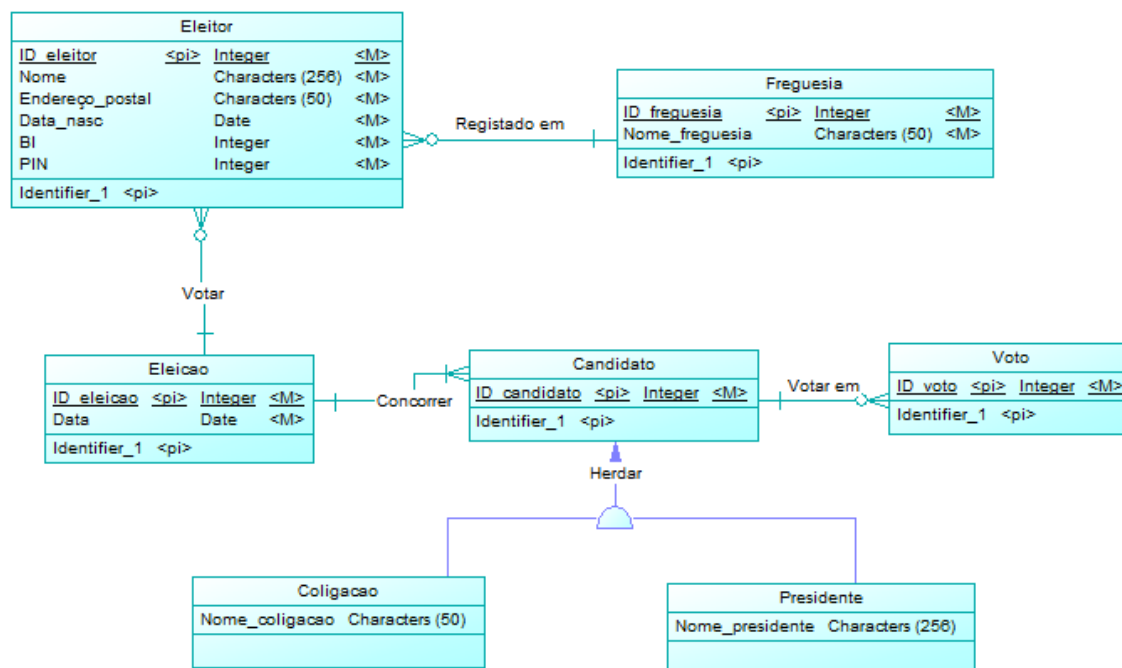 Eleitor
ID_eleitor <pi> Integer <M>
Nome Characters (256) <M>
Endereço_postal Characters (50) <M>
Data_nasc Date <M>
BI Integer <M>
PIN Integer <M>
Identifier_1 <pi>
Registado em
Freguesia
ID_freguesia <pi> Integer <M>
Nome_freguesia Characters (50) <M>
Identifier_1 <pi>
Votar
Eleicao
ID_eleicao <pi> Integer <M>
Data Date <M>
Identifier_1 <pi>
Concorrer
Candidato
ID_candidato <pi> Integer <M>
Identifier_1 <pi>
Votar em
Voto
ID_voto <pi> Integer <M>
Identifier_1 <pi>
Herdar
Coligacao
Nome_coligacao Characters (50)
Presidente
Nome_presidente Characters (256)